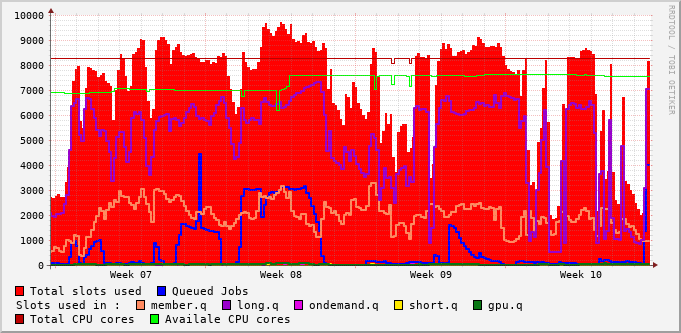 10000
9000
8000
7000
6000
5000
4000
3000
2000
1000
0
Week 07 Week 08 Week 09 Week 10
RRDTOOL / TOBI OETIKER
Total slots used Queued Jobs
Slots used in : member.q long.q ondemand.q short.q gpu.q
Total CPU cores Availale CPU cores